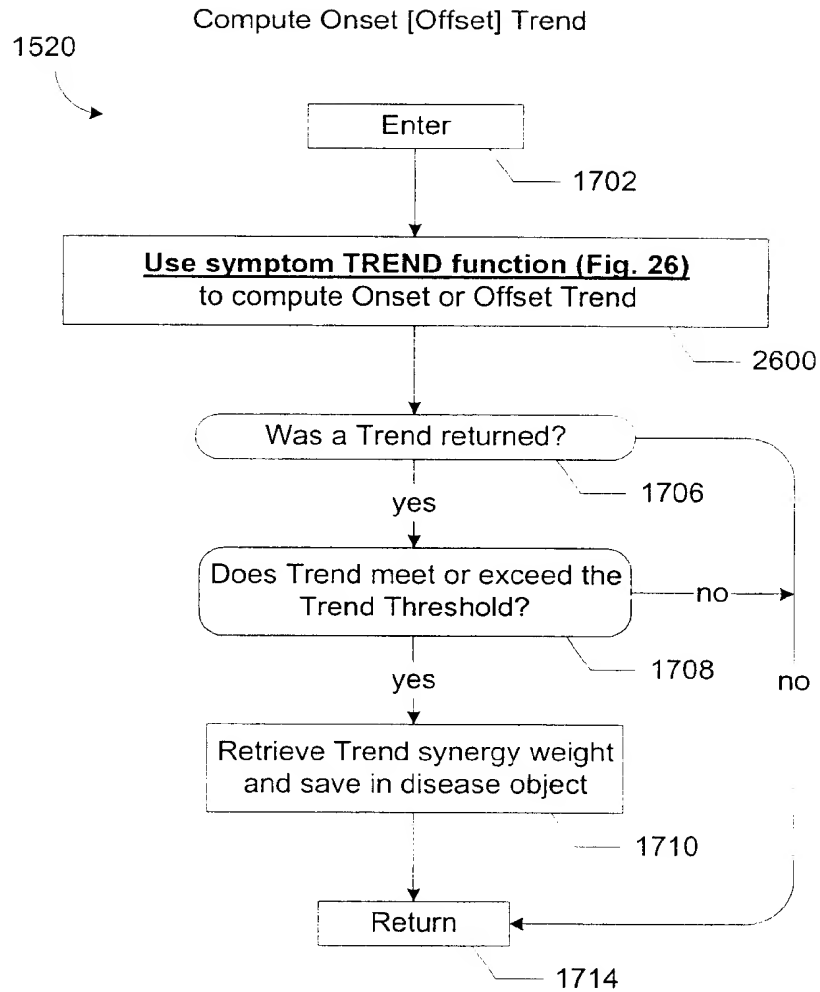 Compute Onset [Offset] Trend
1520
Enter
1702
Use symptom TREND function (Fig. 26)
to compute Onset or Offset Trend
2600
Was a Trend returned?
1706
yes
Does Trend meet or exceed the
Trend Threshold?
no
1708
yes
no
Retrieve Trend synergy weight
and save in disease object
1710
Return
1714